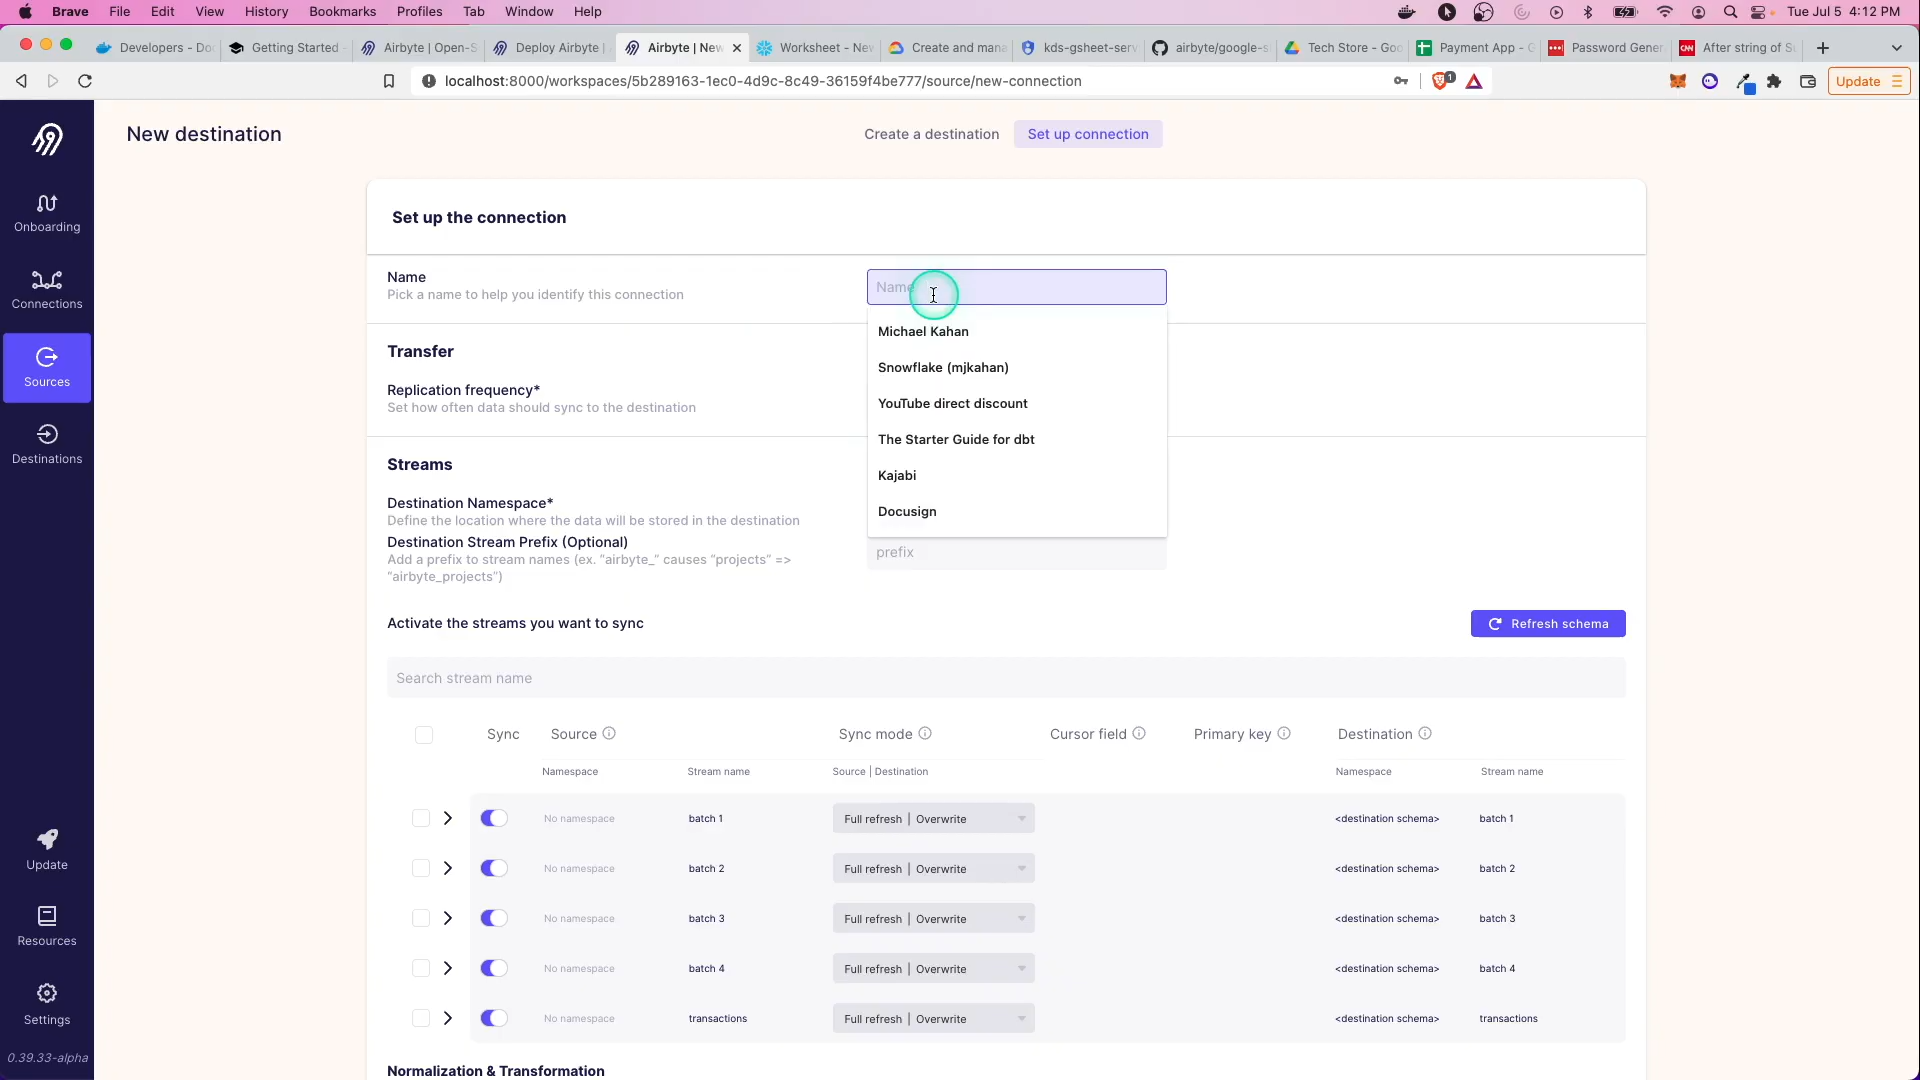 Brave File Edit View History Bookmarks Profiles Tab Window Help Tue Jul 5 4:12 PM
Developers - Do Getting Started - Airbyte | Open-S Deploy Airbyte | Airbyte | New Worksheet - Nev Create and mana kds-gsheet-serv airbyte/google-s Tech Store - Goo Payment App - G Password Gener After string of Su
localhost:8000/workspaces/5b289163-1ec0-4d9c-8c49-36159f4be777/source/new-connection 1 Update
New destination
Create a destination Set up connection
Set up the connection
Name
Pick a name to help you identify this connection
Name
Michael Kahan
Snowflake (mjkahan)
YouTube direct discount
The Starter Guide for dbt
Kajabi
Docusign
Transfer
Replication frequency*
Set how often data should sync to the destination
Streams
Destination Namespace*
Define the location where the data will be stored in the destination
Destination Stream Prefix (Optional)
Add a prefix to stream names (ex. “airbyte_” causes “projects” =>
“airbyte_projects”)
prefix
Activate the streams you want to sync
Refresh schema
Search stream name
Sync Source Sync mode Cursor field Primary key Destination
Namespace Stream name Source | Destination Namespace Stream name
No namespace batch 1 Full refresh | Overwrite <destination schema> batch 1
No namespace batch 2 Full refresh | Overwrite <destination schema> batch 2
No namespace batch 3 Full refresh | Overwrite <destination schema> batch 3
No namespace batch 4 Full refresh | Overwrite <destination schema> batch 4
No namespace transactions Full refresh | Overwrite <destination schema> transactions
Normalization & Transformation
Onboarding
Connections
Sources
Destinations
Update
Resources
Settings
0.39.33-alpha